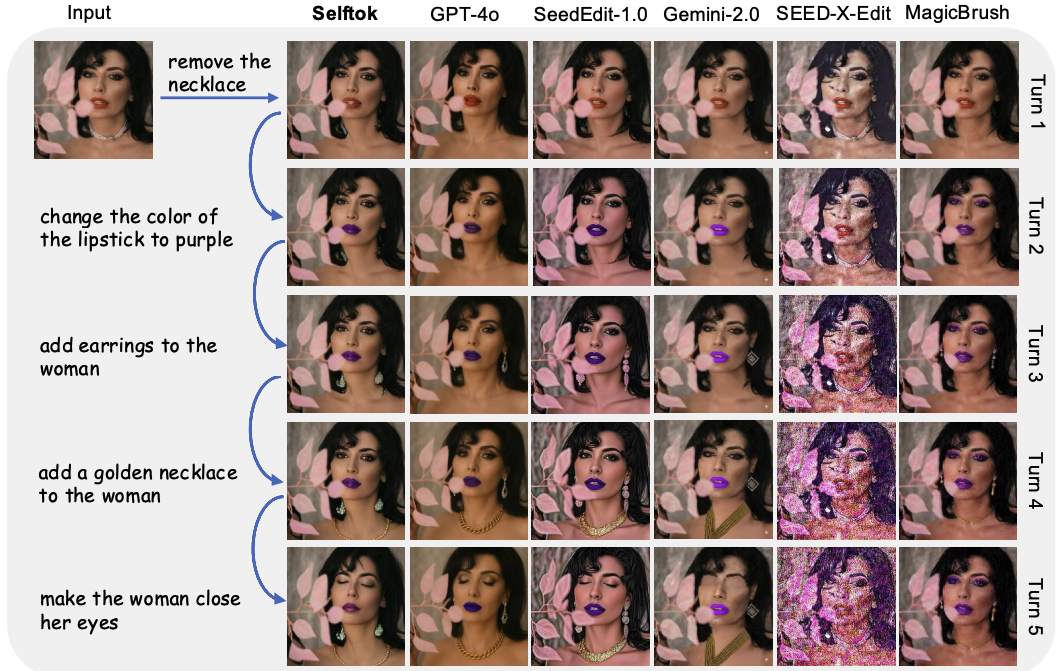 Input
Selftok
GPT-4o
SeedEdit-1.0
Gemini-2.0
SEED-X-Edit
MagicBrush
remove the
necklace
Turn 1
change the color of
the lipstick to purple
Turn 2
add earrings to the
woman
Turn 3
add a golden necklace
to the woman
Turn 4
make the woman close
her eyes
Turn 5